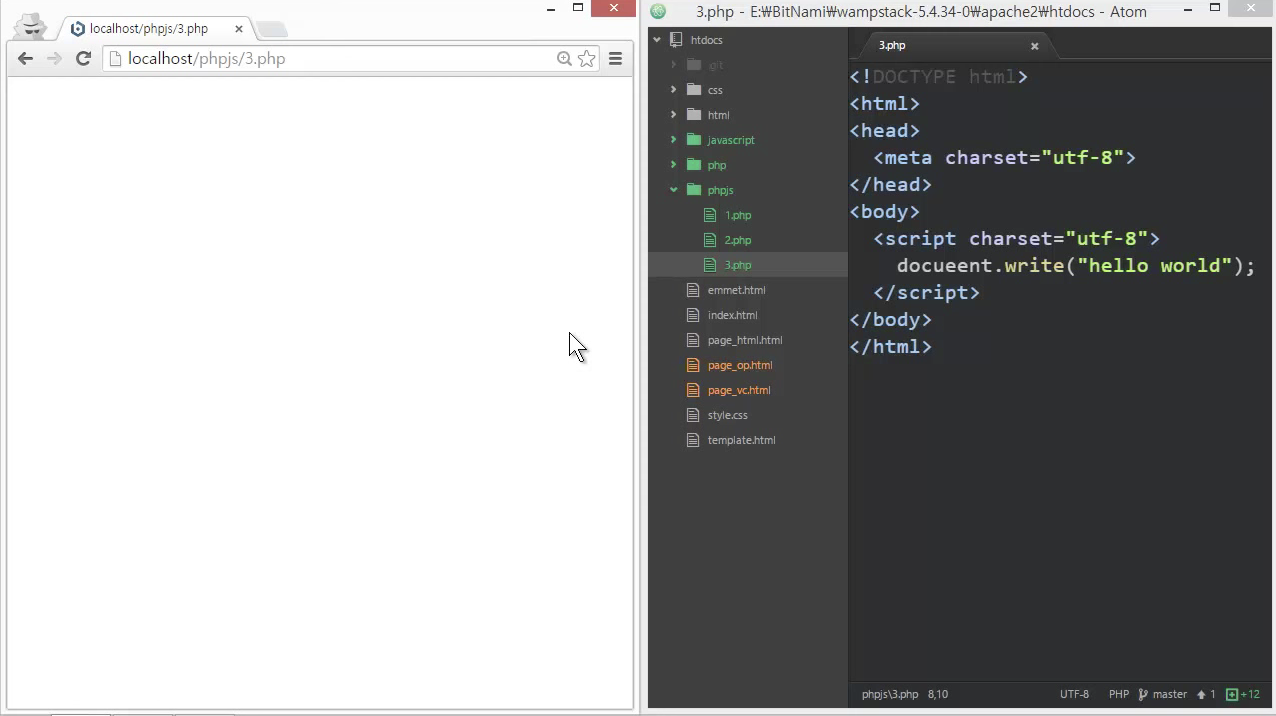 localhost/phpjs/3.php
localhost/phpjs/3.php
3.php - E:₩BitNami₩wampstack-5.4.34-0₩apache2₩htdocs - Atom
htdocs
.git
css
html
javascript
php
phpjs
1.php
2.php
3.php
emmet.html
index.html
page_html.html
page_op.html
page_vc.html
style.css
template.html
3.php
<!DOCTYPE html>
<html>
<head>
<meta charset="utf-8">
</head>
<body>
<script charset="utf-8">
docueent.write("hello world");
</script>
</body>
</html>
phpjs\3.php 8,10 UTF-8 PHP master 1 +12